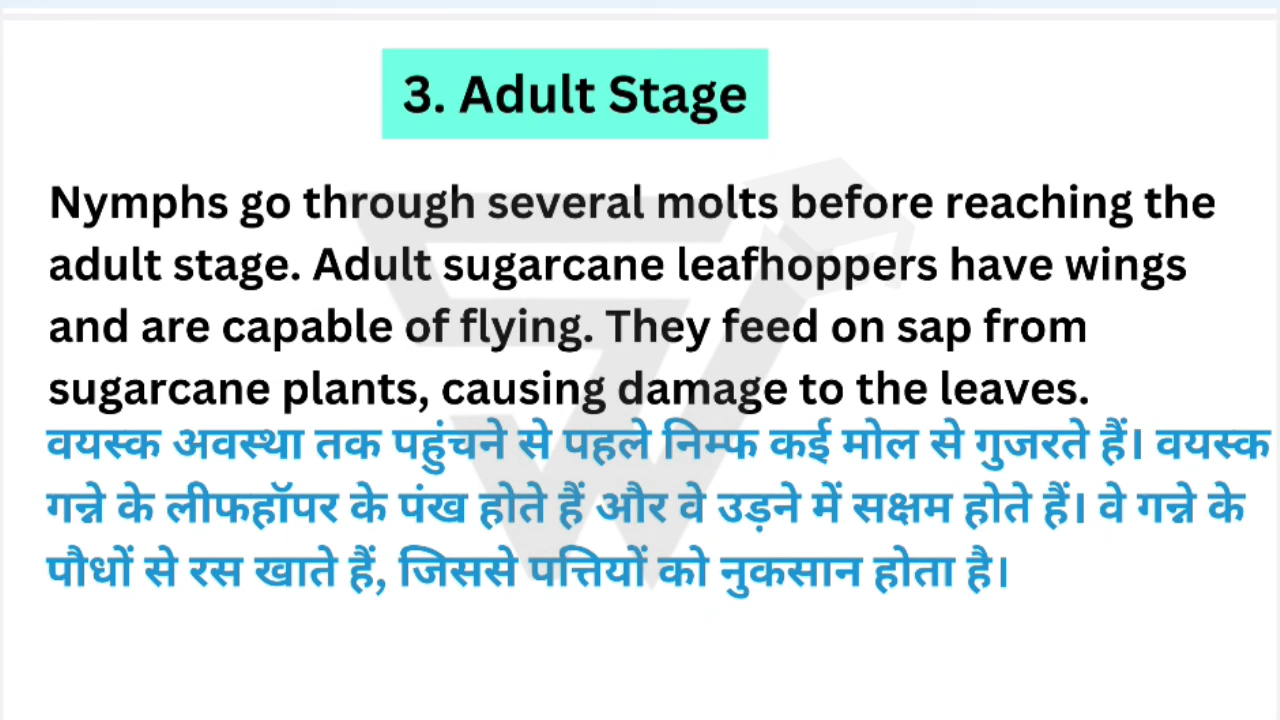 3. Adult Stage
Nymphs go through several molts before reaching the
adult stage. Adult sugarcane leafhoppers have wings
and are capable of flying. They feed on sap from
sugarcane plants, causing damage to the leaves.
वयस्क अवस्था तक पहुंचने से पहले निम्फ कई मोल से गुजरते हैं। वयस्क
गन्ने के लीफहॉपर के पंख होते हैं और वे उड़ने में सक्षम होते हैं। वे गन्ने के
पौधों से रस खाते हैं, जिससे पत्तियों को नुकसान होता है।